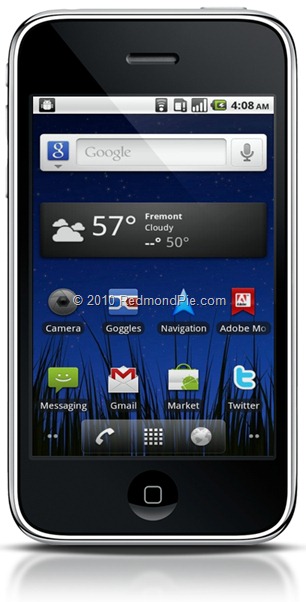 4:08 AM
g Google
57° Fremont
Cloudy
--° 50°
© 2010 RedmondPie.com
Camera Goggles Navigation Adobe Mo
Messaging Gmail Market Twitter